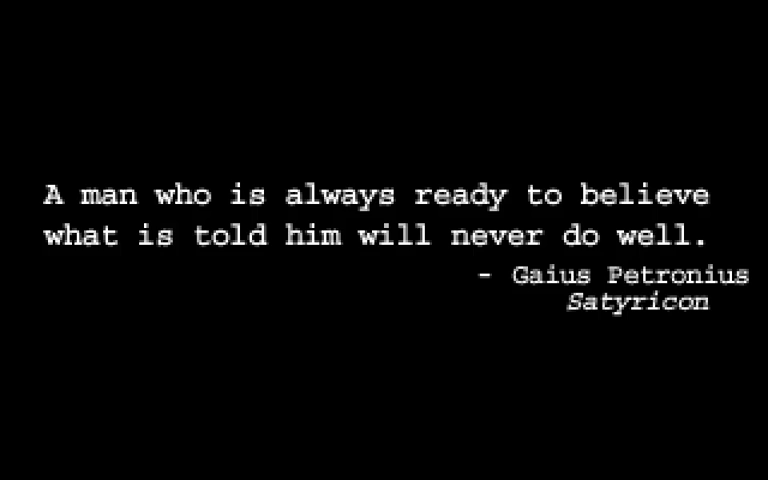 A man who is always ready to believe
what is told him will never do well.
- Gaius Petronius
Satyricon